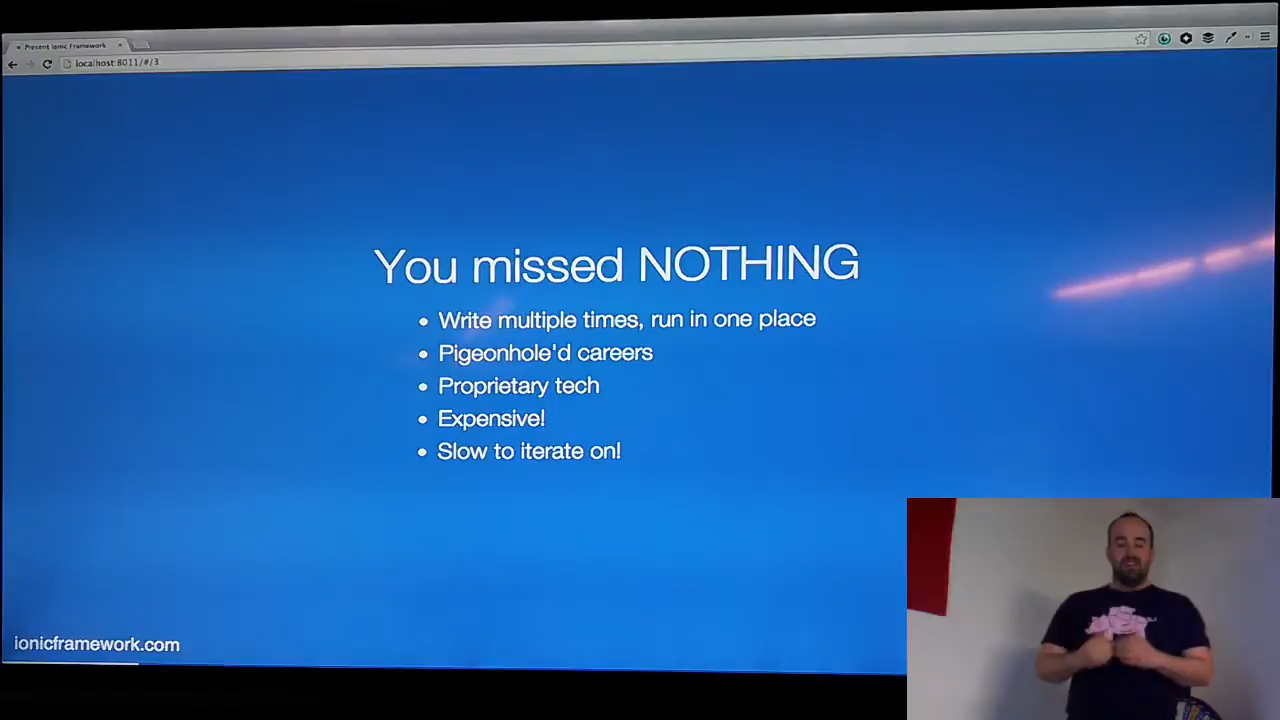 Present Ionic Framework
localhost:8011/#/3
You missed NOTHING
Write multiple times, run in one place
Pigeonhole'd careers
Proprietary tech
Expensive!
Slow to iterate on!
ionicframework.com